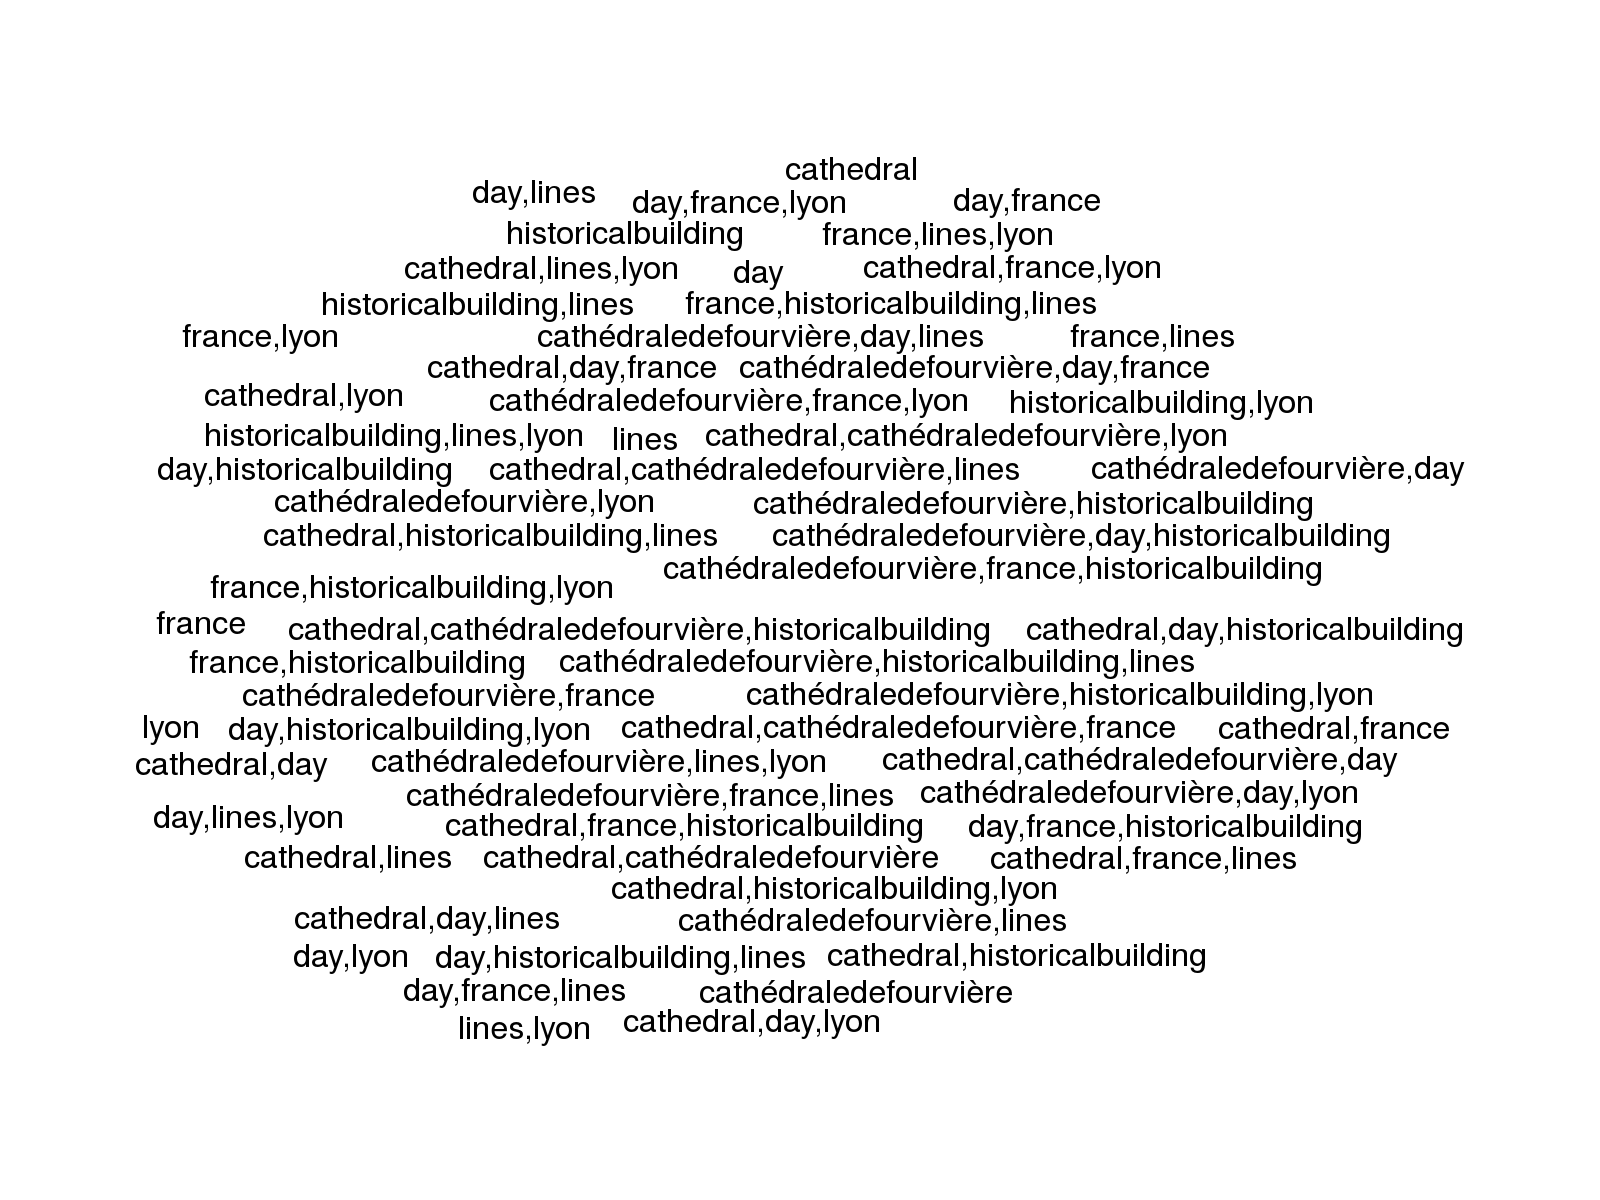 cathedral
day,lines day,france,lyon day,france
historicalbuilding france,lines,lyon
cathedral,lines,lyon day cathedral,france,lyon
historicalbuilding,lines france,historicalbuilding,lines
france,lyon cathédraledefourvière,day,lines france,lines
cathedral,day,france cathédraledefourvière,day,france
cathedral,lyon cathédraledefourvière,france,lyon historicalbuilding,lyon
historicalbuilding,lines,lyon lines cathedral,cathédraledefourvière,lyon
day,historicalbuilding cathedral,cathédraledefourvière,lines cathédraledefourvière,day
cathédraledefourvière,lyon cathédraledefourvière,historicalbuilding
cathedral,historicalbuilding,lines cathédraledefourvière,day,historicalbuilding
cathédraledefourvière,france,historicalbuilding
france,historicalbuilding,lyon
france cathedral,cathédraledefourvière,historicalbuilding cathedral,day,historicalbuilding
france,historicalbuilding cathédraledefourvière,historicalbuilding,lines
cathédraledefourvière,france cathédraledefourvière,historicalbuilding,lyon
lyon day,historicalbuilding,lyon cathedral,cathédraledefourvière,france cathedral,france
cathedral,day cathédraledefourvière,lines,lyon cathedral,cathédraledefourvière,day
cathédraledefourvière,france,lines cathédraledefourvière,day,lyon
day,lines,lyon cathedral,france,historicalbuilding day,france,historicalbuilding
cathedral,lines cathedral,cathédraledefourvière cathedral,france,lines
cathedral,historicalbuilding,lyon
cathedral,day,lines cathédraledefourvière,lines
day,lyon day,historicalbuilding,lines cathedral,historicalbuilding
day,france,lines cathédraledefourvière
lines,lyon cathedral,day,lyon